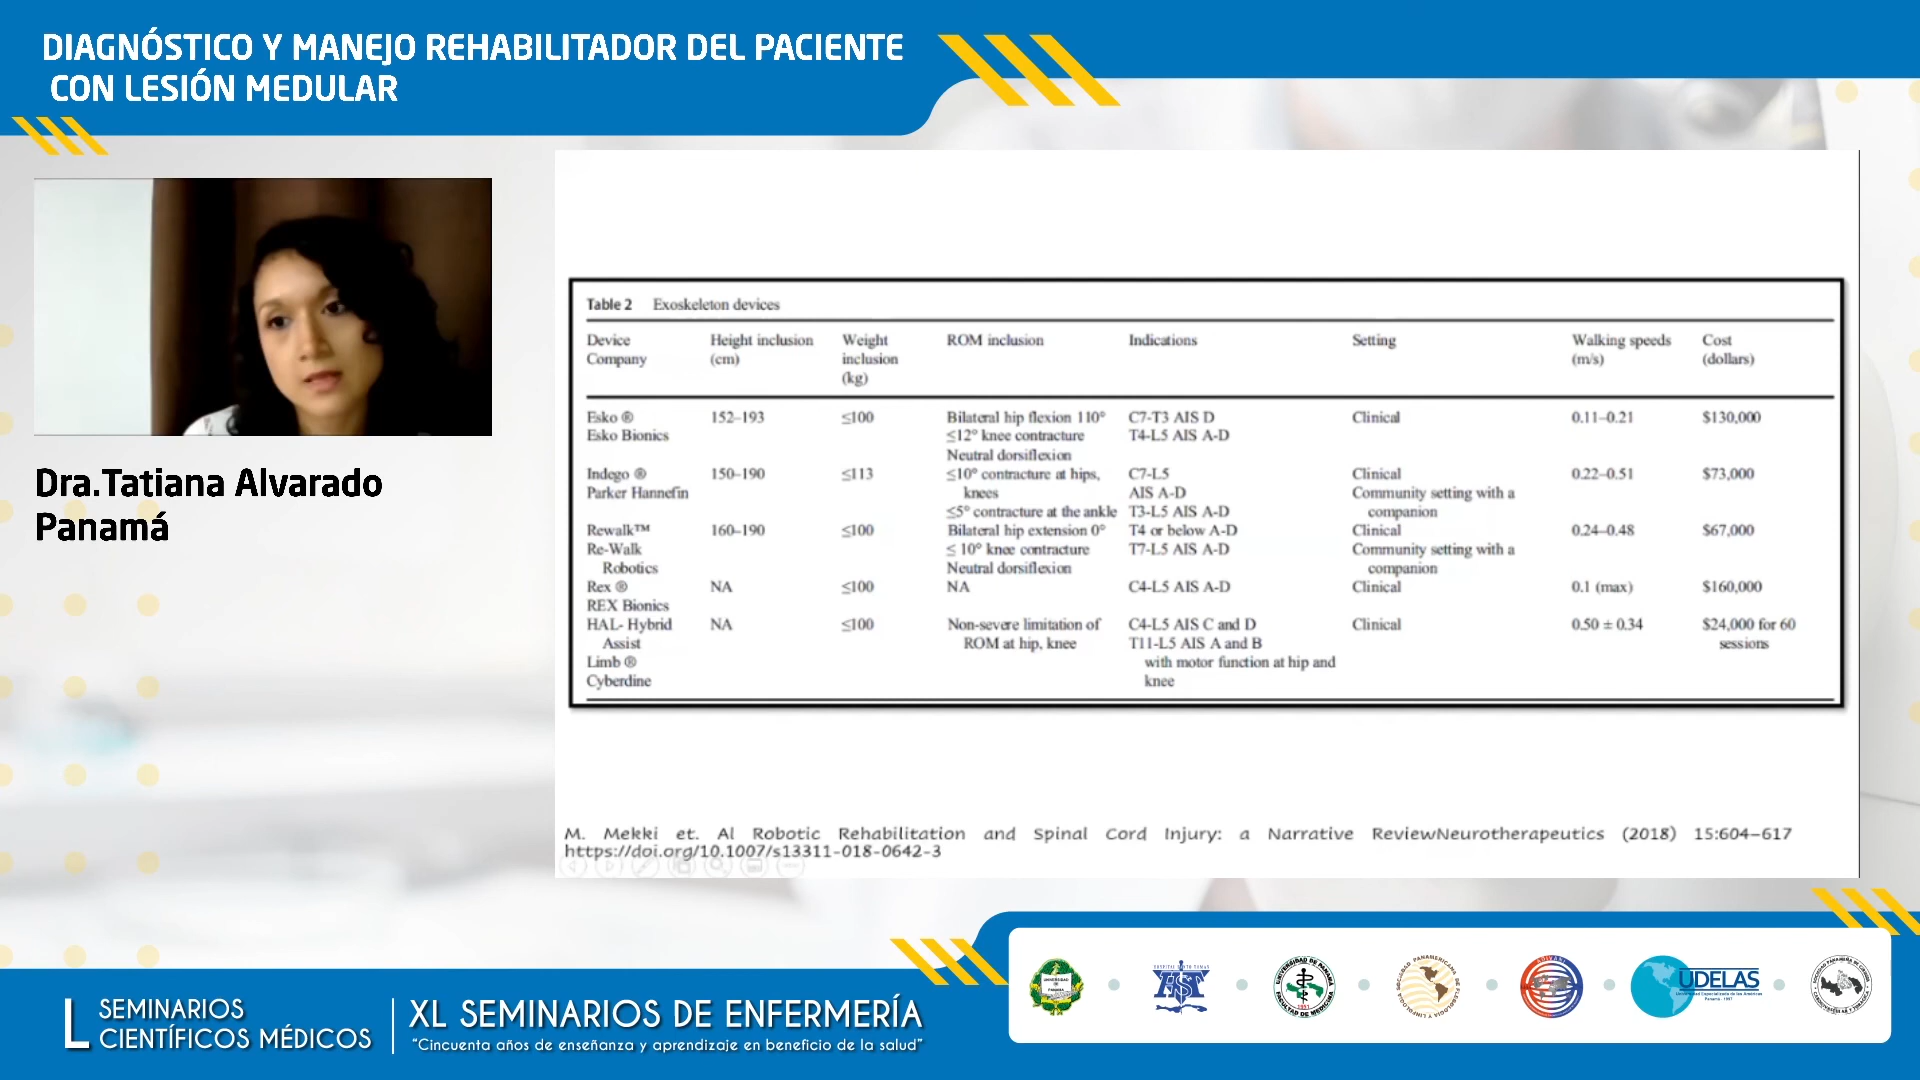 DIAGNÓSTICO Y MANEJO REHABILITADOR DEL PACIENTE
CON LESIÓN MEDULAR
Dra.Tatiana Alvarado
Panamá
Table 2 Exoskeleton devices
Device Company Height inclusion (cm) Weight inclusion (kg) ROM inclusion Indications Setting Walking speeds (m/s) Cost (dollars)
Esko ® 152–193 ≤100 Bilateral hip flexion 110° C7-T3 AIS D Clinical 0.11–0.21 $130,000
Esko Bionics ≤12° knee contracture T4-L5 AIS A-D
Neutral dorsiflexion
Indego ® 150–190 ≤113 ≤10° contracture at hips, C7-L5 Clinical 0.22–0.51 $73,000
Parker Hannefin knees AIS A-D Community setting with a
≤5° contracture at the ankle T3-L5 AIS A-D companion
Rewalk™ 160–190 ≤100 Bilateral hip extension 0° T4 or below A-D Clinical 0.24–0.48 $67,000
Re-Walk ≤ 10° knee contracture T7-L5 AIS A-D Community setting with a
Robotics Neutral dorsiflexion companion
Rex ® NA ≤100 NA C4-L5 AIS A-D Clinical 0.1 (max) $160,000
REX Bionics
HAL- Hybrid NA ≤100 Non-severe limitation of C4-L5 AIS C and D Clinical 0.50 ± 0.34 $24,000 for 60
Assist ROM at hip, knee T11-L5 AIS A and B sessions
Limb ® with motor function at hip and
Cyberdine knee
M. Mekki et. Al Robotic Rehabilitation and Spinal Cord Injury: a Narrative ReviewNeurotherapeutics (2018) 15:604–617
https://doi.org/10.1007/s13311-018-0642-3
L SEMINARIOS
CIENTÍFICOS MÉDICOS
XL SEMINARIOS DE ENFERMERÍA
"Cincuenta años de enseñanza y aprendizaje en beneficio de la salud"
HST
UDELAS